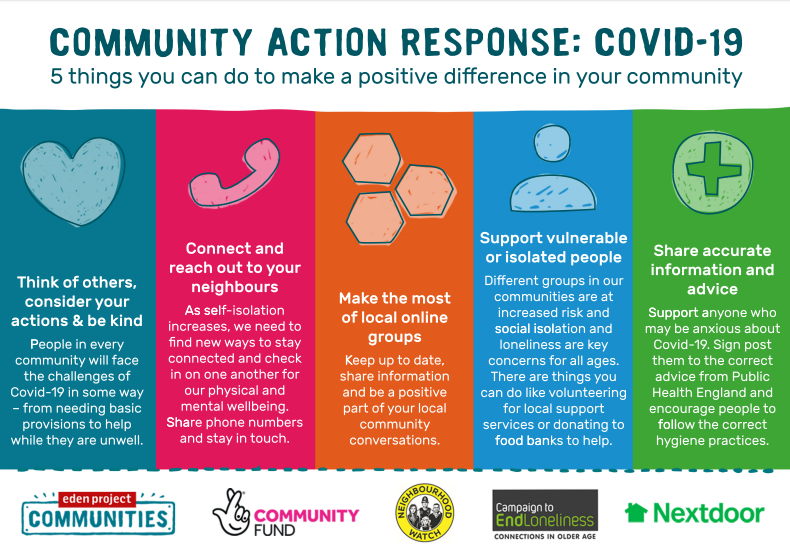 COMMUNITY ACTION RESPONSE: COVID-19
5 things you can do to make a positive difference in your community
Think of others,
consider your
actions & be kind
People in every
community will face
the challenges of
Covid-19 in some way
– from needing basic
provisions to help
while they are unwell.
Connect and
reach out to your
neighbours
As self-isolation
increases, we need to
find new ways to stay
connected and check
in on one another for
our physical and
mental wellbeing.
Share phone numbers
and stay in touch.
Make the most
of local online
groups
Keep up to date,
share information
and be a positive
part of your local
community
conversations.
Support vulnerable
or isolated people
Different groups in our
communities are at
increased risk and
social isolation and
loneliness are key
concerns for all ages.
There are things you
can do like volunteering
for local support
services or donating to
food banks to help.
Share accurate
information and
advice
Support anyone who
may be anxious about
Covid-19. Sign post
them to the correct
advice from Public
Health England and
encourage people to
follow the correct
hygiene practices.
eden project
COMMUNITIES
COMMUNITY
FUND
NEIGHBOURHOOD
WATCH
Campaign to
EndLoneliness
CONNECTIONS IN OLDER AGE
Nextdoor